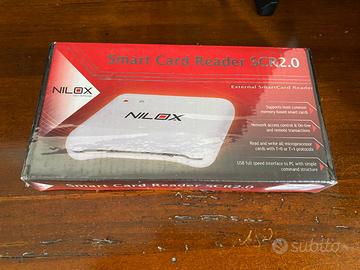 Smart Card Reader SCR2.0
NILOX
External SmartCard Reader
Supports most common
memory-based smart cards
Network access control & On-line
and remote transactions
Read and write all microprocessor
cards with T=0 or T=1 protocols
USB full speed interface to PC with simple
command structure
NILOX
Smart Card Reader SCR2.0
subito